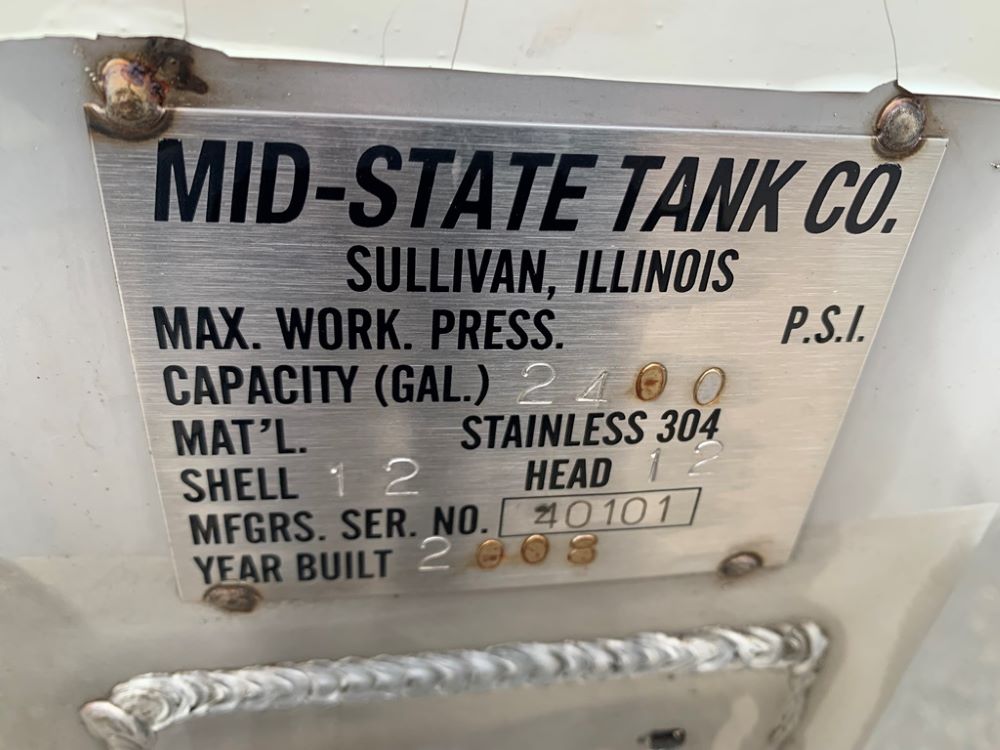 MID-STATE TANK CO.
SULLIVAN, ILLINOIS
MAX. WORK. PRESS. P.S.I.
CAPACITY (GAL.) 2400
MAT'L. STAINLESS 304
SHELL 12 HEAD 12
MFGRS. SER. NO. 40101
YEAR BUILT 2008